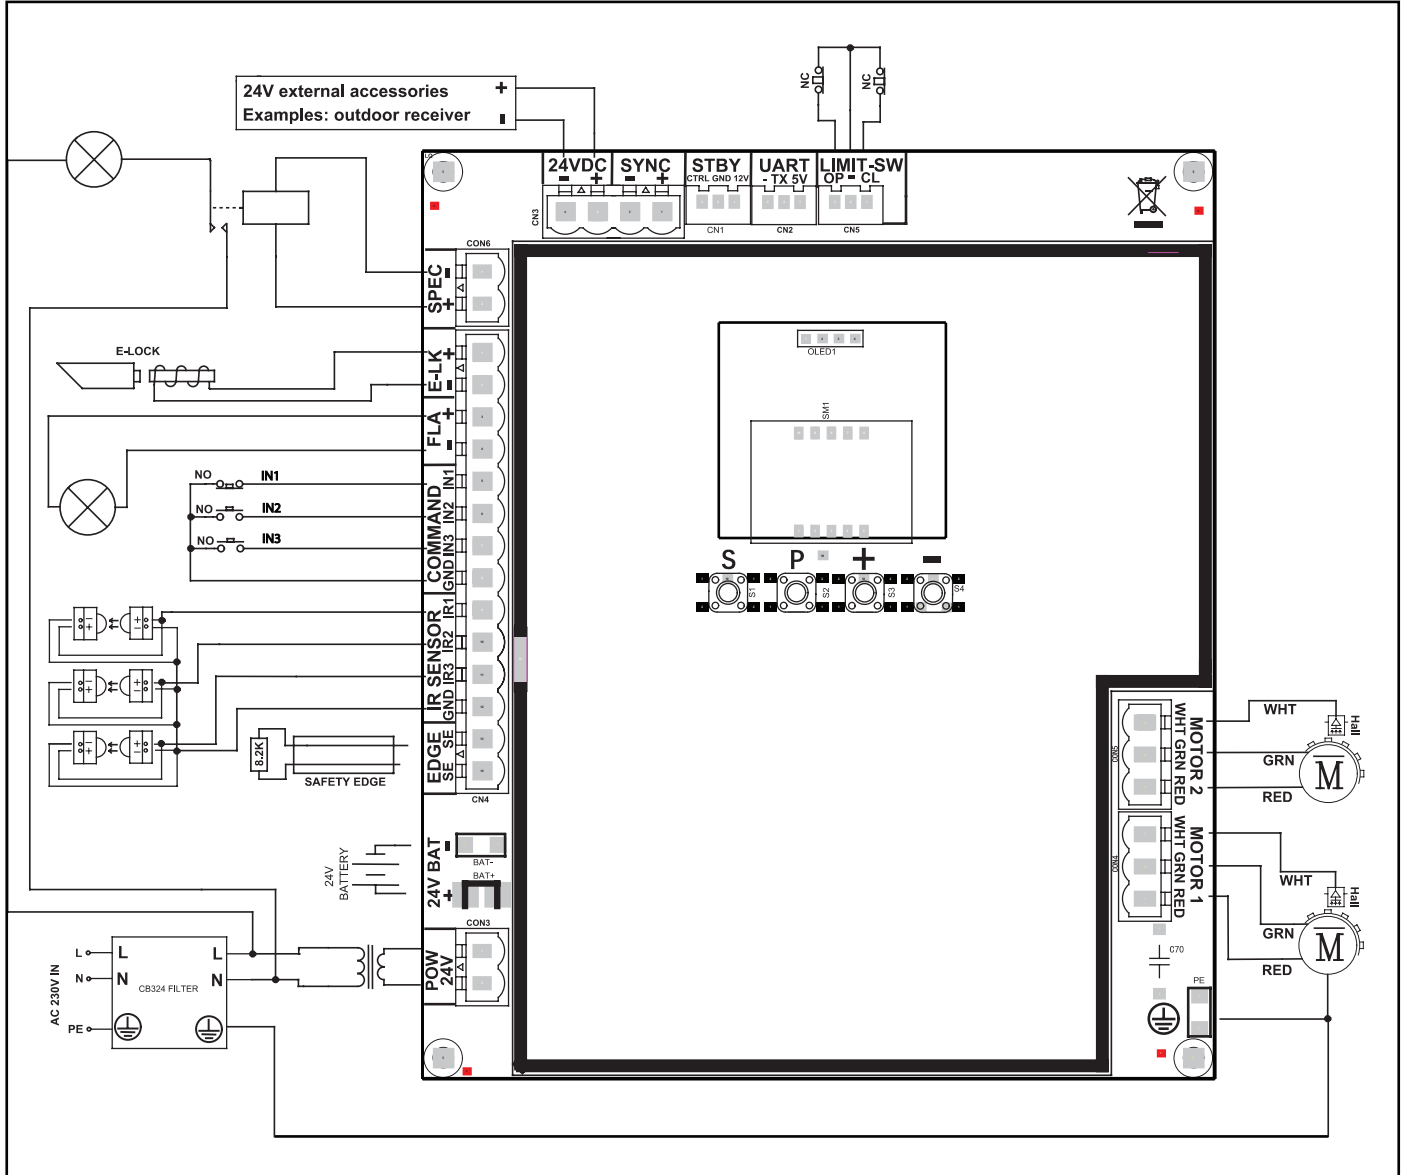 24V external accessories +
Examples: outdoor receiver -
NC
NC
24VDC
- +
SYNC
- +
STBY
CTRL GND 12V
UART
- TX 5V
LIMIT-SW
OP - CL
CN3
CN1
CN2
CN5
CON6
SPEC
- +
E-LOCK
E-LK
+ -
FLA
+ -
NO IN1
NO IN2
NO IN3
COMMAND
IN1
IN2
IN3
GND
IR SENSOR
IR1
IR2
IR3
GND
EDGE
SE
SE
CN4
8.2K
SAFETY EDGE
OLED1
SM1
S
P
+
-
S1
S2
S3
S4
24V
BATTERY
24V BAT
- +
BAT-
BAT+
CON3
POW
24V
AC 230V IN
L
N
PE
L
N
L
N
CB324 FILTER
MOTOR 2
WHT GRN RED
CON5
WHT
GRN
RED
Hall
M
MOTOR 1
WHT GRN RED
CON4
WHT
GRN
RED
Hall
M
C70
PE